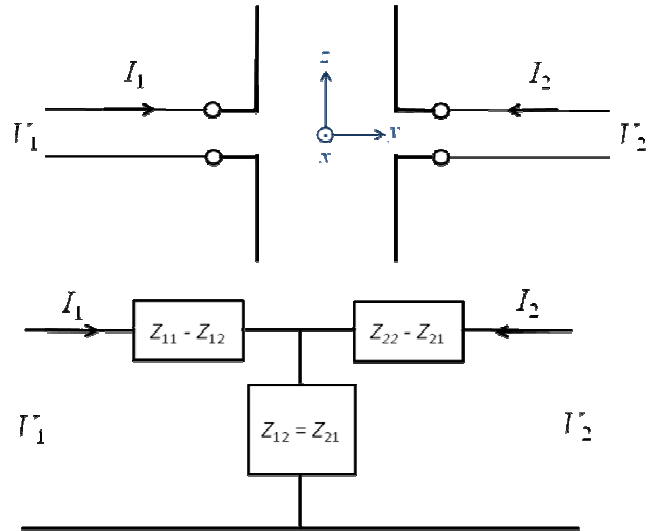 z
I₁
I₂
V₁
y
V₂
x
I₁
I₂
Z₁₁ - Z₁₂
Z₂₂ - Z₂₁
V₁
Z₁₂ = Z₂₁
V₂